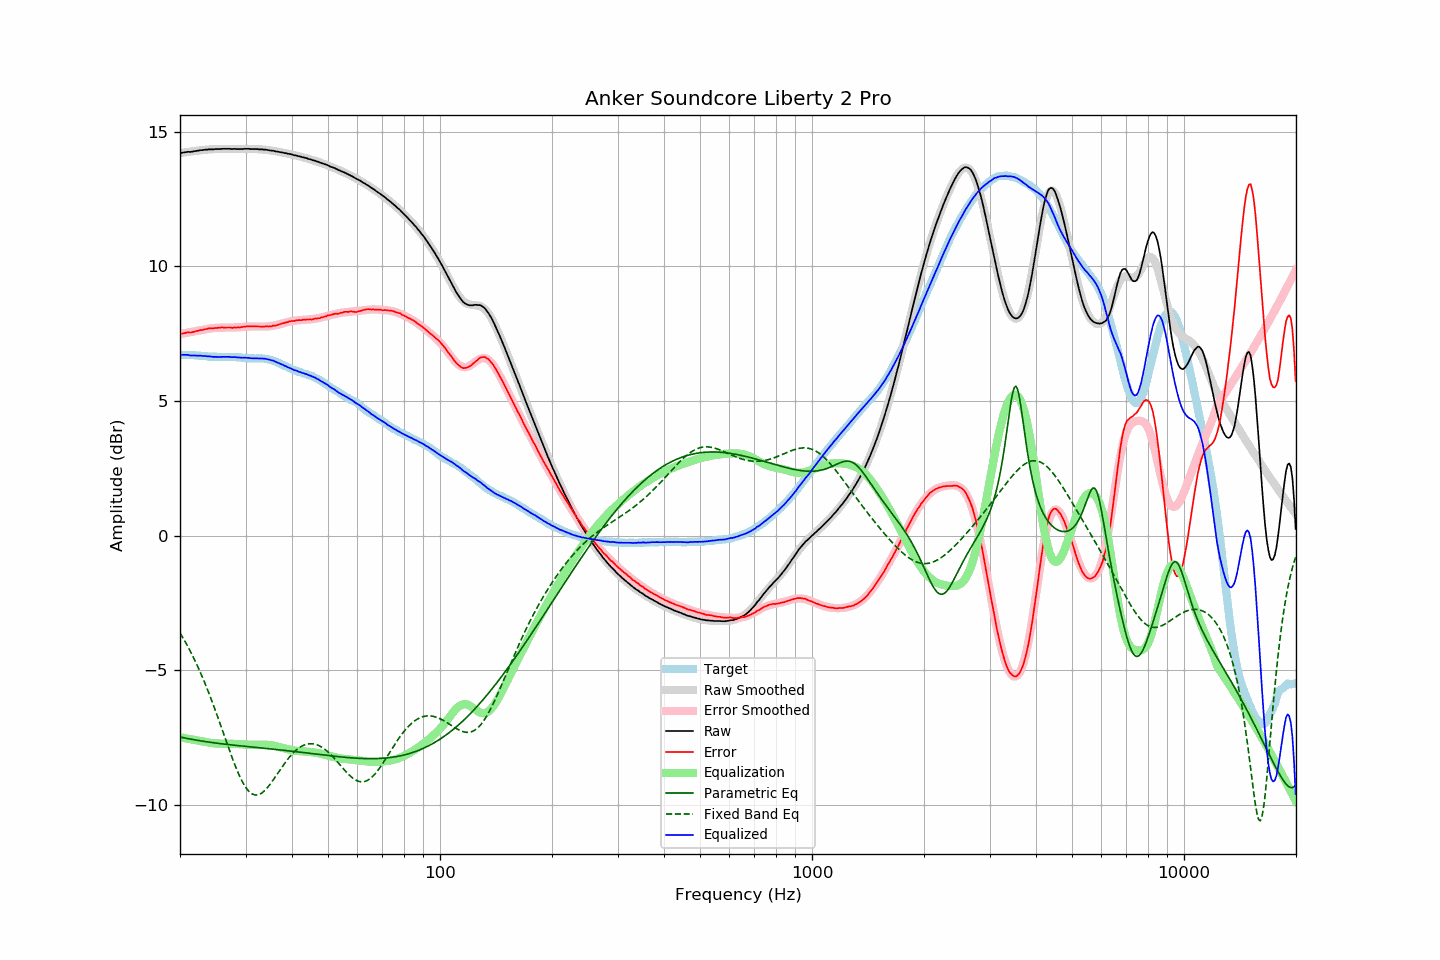 Anker Soundcore Liberty 2 Pro
15
10
5
0
−5
−10
Amplitude (dBr)
Target
Raw Smoothed
Error Smoothed
Raw
Error
Equalization
Parametric Eq
Fixed Band Eq
Equalized
100
1000
10000
Frequency (Hz)